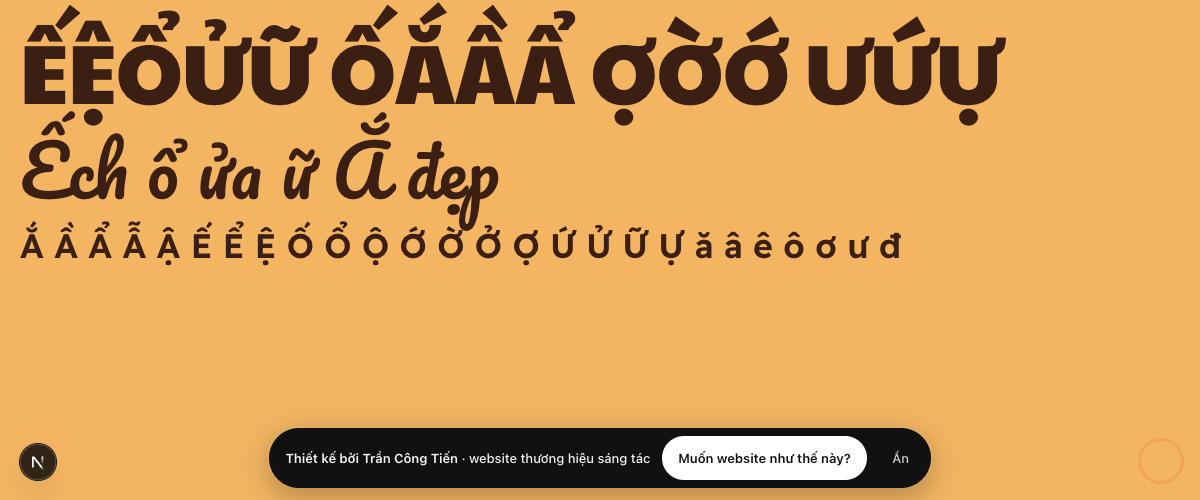 ẾỆỔỬỮ ỐẮẦẨ ỢỜỚ ƯỨỰ
Ếch ổ ửa ữ Ắ đẹp
Ắ Ầ Ẩ Ẫ Ậ Ế Ể Ệ Ố Ổ Ộ Ớ Ờ Ở Ợ Ứ Ử Ữ Ự ă â ê ô ơ ư đ
N Thiết kế bởi Trần Công Tiến · website thương hiệu sáng tác Muốn website như thế này? Ẩn